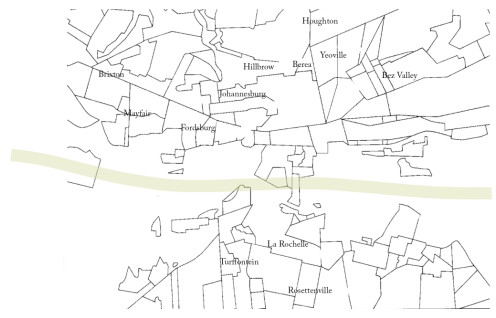 Houghton
Yeoville
Hillbrow
Berea
Brixton
Bez Valley
Johannesburg
Mayfair
Fordsburg
La Rochelle
Turffontein
Rosettenville